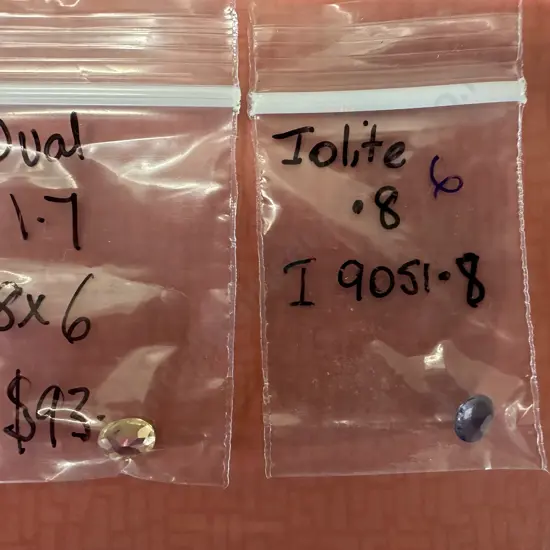 Oval
1.7
8x6
$93.
Iolite
6
.8
I 9051.8